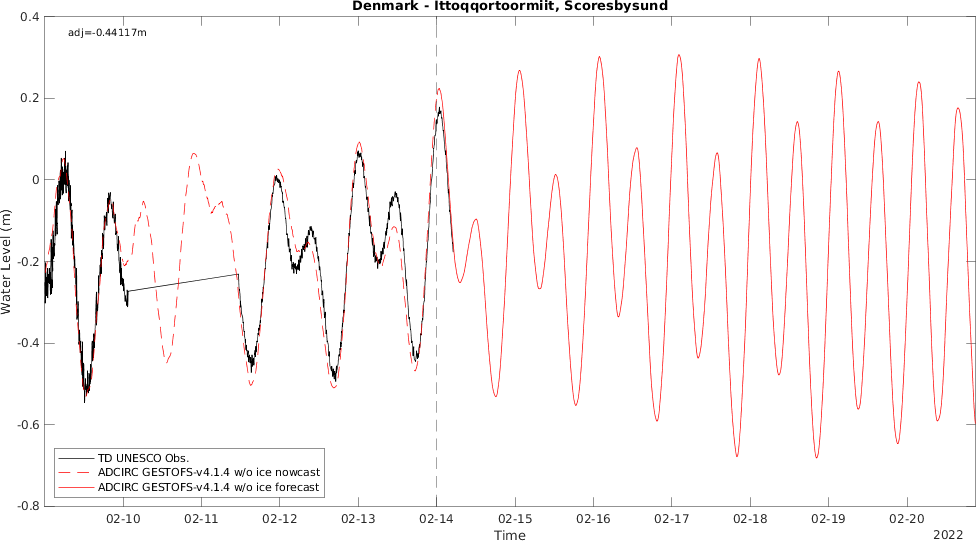 Denmark - Ittoqqortoormiit, Scoresbysund
adj=-0.44117m
0.4
0.2
0
-0.2
-0.4
-0.6
-0.8
Water Level (m)
TD UNESCO Obs.
ADCIRC GESTOFS-v4.1.4 w/o ice nowcast
ADCIRC GESTOFS-v4.1.4 w/o ice forecast
02-10 02-11 02-12 02-13 02-14 02-15 02-16 02-17 02-18 02-19 02-20
Time
2022